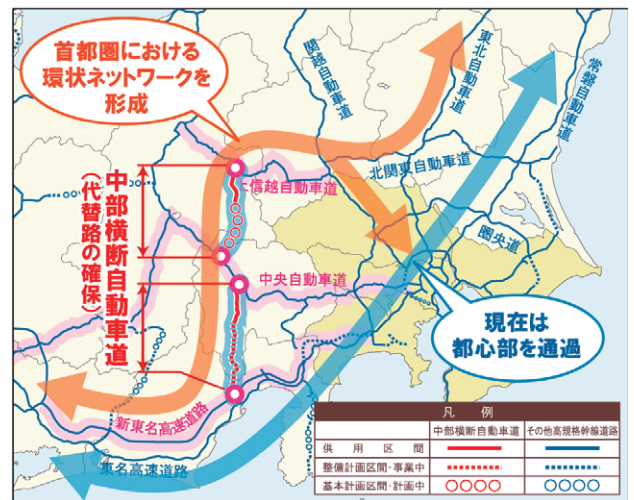 首都圏における
環状ネットワークを
形成
関越自動車道
東北自動車道
常磐自動車道
北関東自動車道
信越自動車道
圏央道
中部横断自動車道
(代替路の確保)
中央自動車道
現在は
都心部を通過
新東名高速道路
東名高速道路
凡例
中部横断自動車道 その他高規格幹線道路
供用区間
整備計画区間・事業中
基本計画区間・計画中